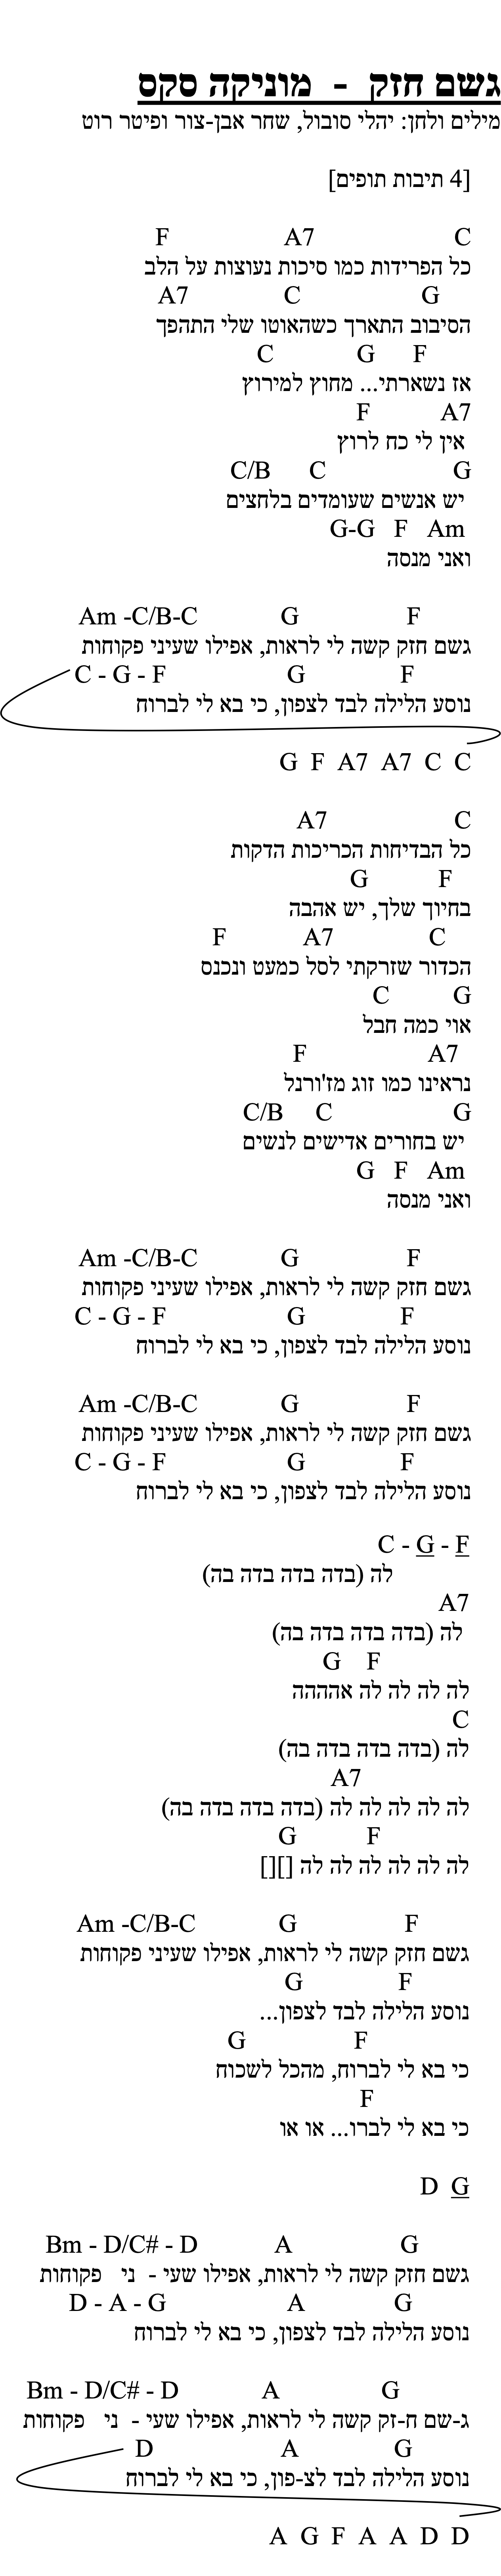 גשם חזק - מוניקה סקס
מילים ולחן: יהלי סובול, שחר אבן-צור ופיטר רוט
[4 תיבות תופים]
C A7 F
כל הפרידות כמו סיכות נעוצות על הלב
G C A7
הסיבוב התארך כשהאוטו שלי התהפך
F G C
אז נשארתי... מחוץ למירוץ
A7 F
אין לי כח לרוץ
G C C/B
יש אנשים שעומדים בלחצים
Am F G-G
ואני מנסה
F G Am -C/B-C
גשם חזק קשה לי לראות, אפילו שעיני פקוחות
F G C - G - F
נוסע הלילה לבד לצפון, כי בא לי לברוח
G F A7 A7 C C
C A7
כל הבדיחות הכריכות הדקות
F G
בחיוך שלך, יש אהבה
C A7 F
הכדור שזרקתי לסל כמעט ונכנס
G C
אוי כמה חבל
A7 F
נראינו כמו זוג מז'ורנל
G C C/B
יש בחורים אדישים לנשים
Am F G
ואני מנסה
F G Am -C/B-C
גשם חזק קשה לי לראות, אפילו שעיני פקוחות
F G C - G - F
נוסע הלילה לבד לצפון, כי בא לי לברוח
F G Am -C/B-C
גשם חזק קשה לי לראות, אפילו שעיני פקוחות
F G C - G - F
נוסע הלילה לבד לצפון, כי בא לי לברוח
C - G - F
לה (בדה בדה בדה בה)
A7
לה (בדה בדה בדה בה)
F G
לה לה לה לה אההההה
C
לה (בדה בדה בדה בה)
A7
לה לה לה לה לה (בדה בדה בדה בה)
F G
לה לה לה לה לה לה [][]
F G Am -C/B-C
גשם חזק קשה לי לראות, אפילו שעיני פקוחות
F G
נוסע הלילה לבד לצפון...
F G
כי בא לי לברוח, מהכל לשכוח
F
כי בא לי לברו... או או
D G
G A Bm - D/C# - D
גשם חזק קשה לי לראות, אפילו שעי - ני פקוחות
G A D - A - G
נוסע הלילה לבד לצפון, כי בא לי לברוח
G A Bm - D/C# - D
ג-שם ח-זק קשה לי לראות, אפילו שעי - ני פקוחות
G A D
נוסע הלילה לבד לצ-פון, כי בא לי לברוח
A G F A A D D